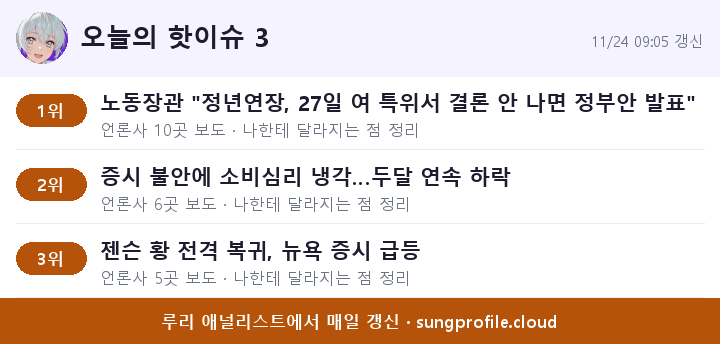 오늘의 핫이슈 3
11/24 09:05 갱신
1위
노동장관 "정년연장, 27일 여 특위서 결론 안 나면 정부안 발표"
언론사 10곳 보도 · 나한테 달라지는 점 정리
2위
증시 불안에 소비심리 냉각...두달 연속 하락
언론사 6곳 보도 · 나한테 달라지는 점 정리
3위
젠슨 황 전격 복귀, 뉴욕 증시 급등
언론사 5곳 보도 · 나한테 달라지는 점 정리
루리 애널리스트에서 매일 갱신 · sungprofile.cloud